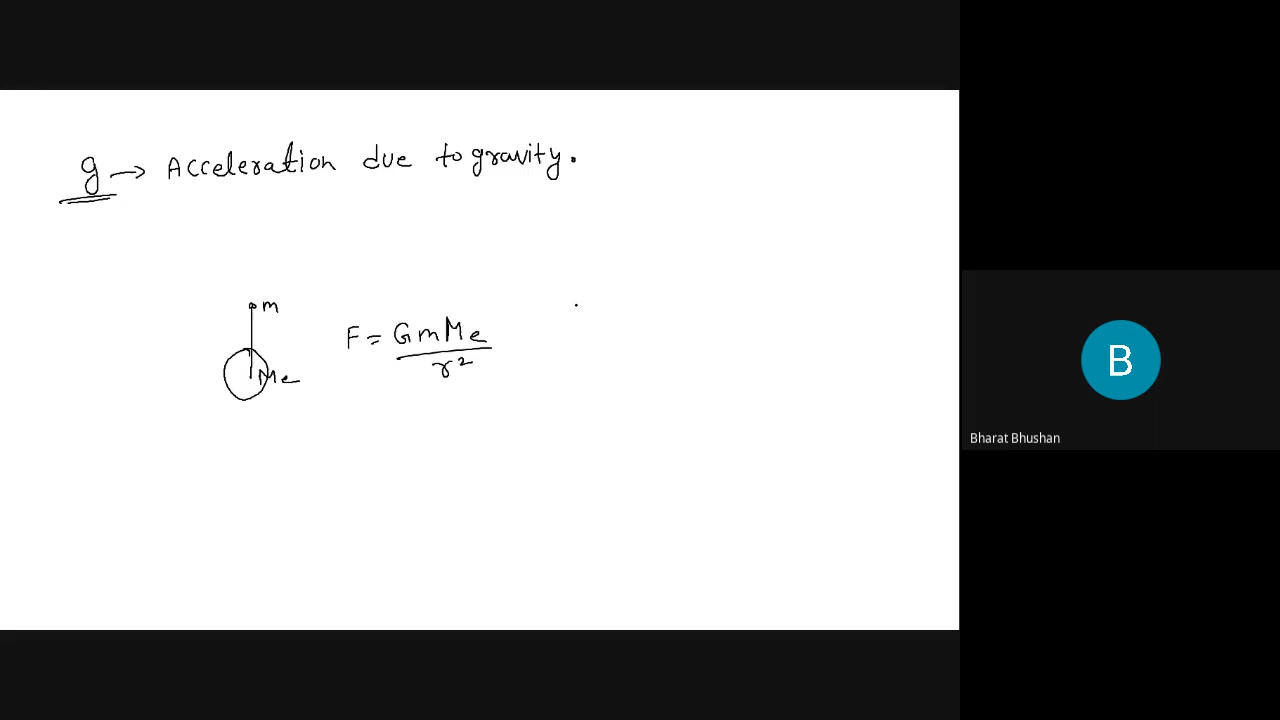 g → Acceleration due to gravity.
m
F = GmMe
r²
Me
B
Bharat Bhushan